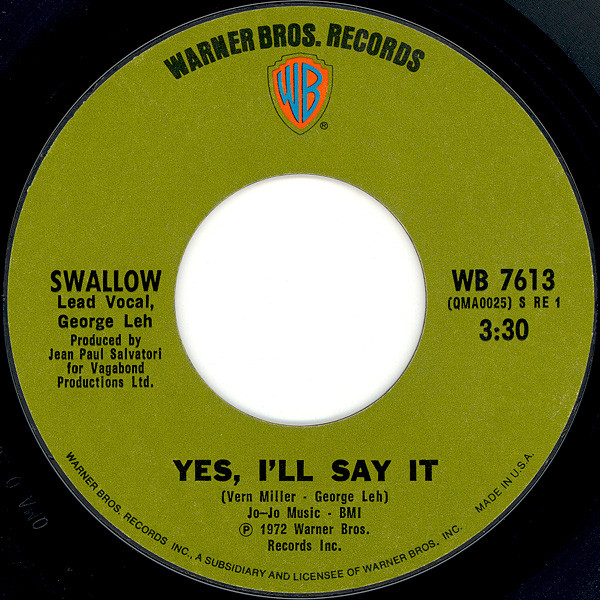 WARNER BROS. RECORDS
WB
®
SWALLOW
Lead Vocal,
George Leh
Produced by
Jean Paul Salvatori
for Vagabond
Productions Ltd.
WB 7613
(QMA0025) S RE 1
3:30
YES, I'LL SAY IT
(Vern Miller - George Leh)
Jo-Jo Music - BMI
℗ 1972 Warner Bros.
Records Inc.
WARNER BROS. RECORDS INC., A SUBSIDIARY AND LICENSEE OF WARNER BROS. INC.
MADE IN U.S.A.